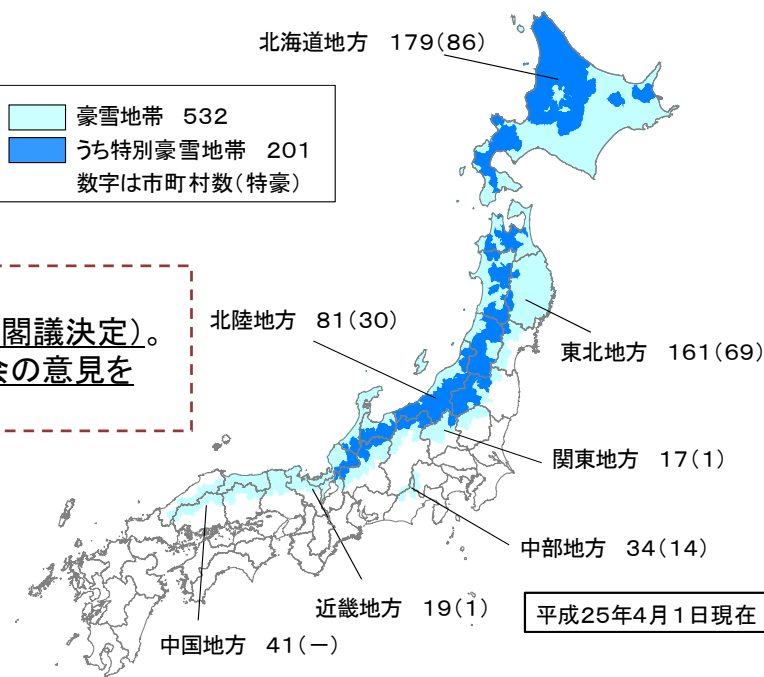 北海道地方 179(86)
豪雪地帯 532
うち特別豪雪地帯 201
数字は市町村数(特豪)
閣議決定)。
会の意見を
北陸地方 81(30)
東北地方 161(69)
関東地方 17(1)
中部地方 34(14)
近畿地方 19(1)
平成25年4月1日現在
中国地方 41(-)